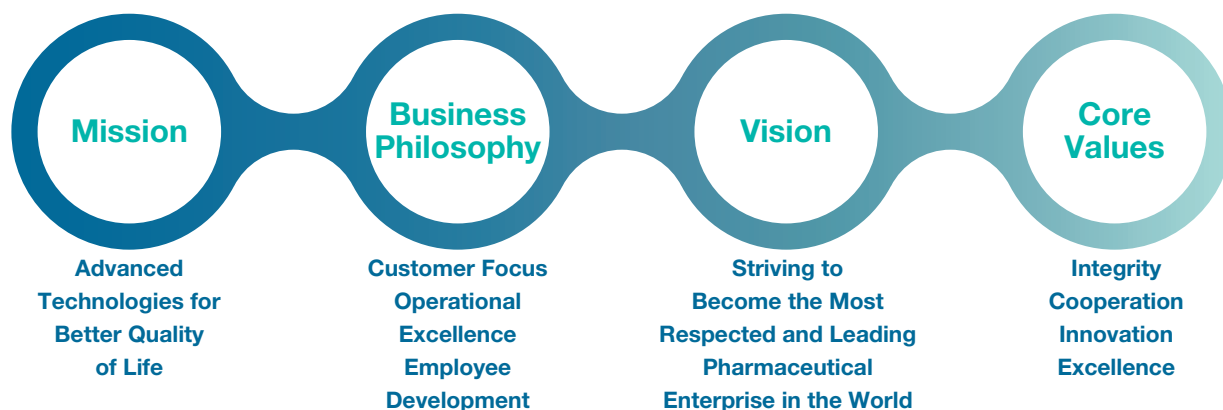 Mission
Advanced
Technologies for
Better Quality
of Life
Business
Philosophy
Customer Focus
Operational
Excellence
Employee
Development
Vision
Striving to
Become the Most
Respected and Leading
Pharmaceutical
Enterprise in the World
Core
Values
Integrity
Cooperation
Innovation
Excellence